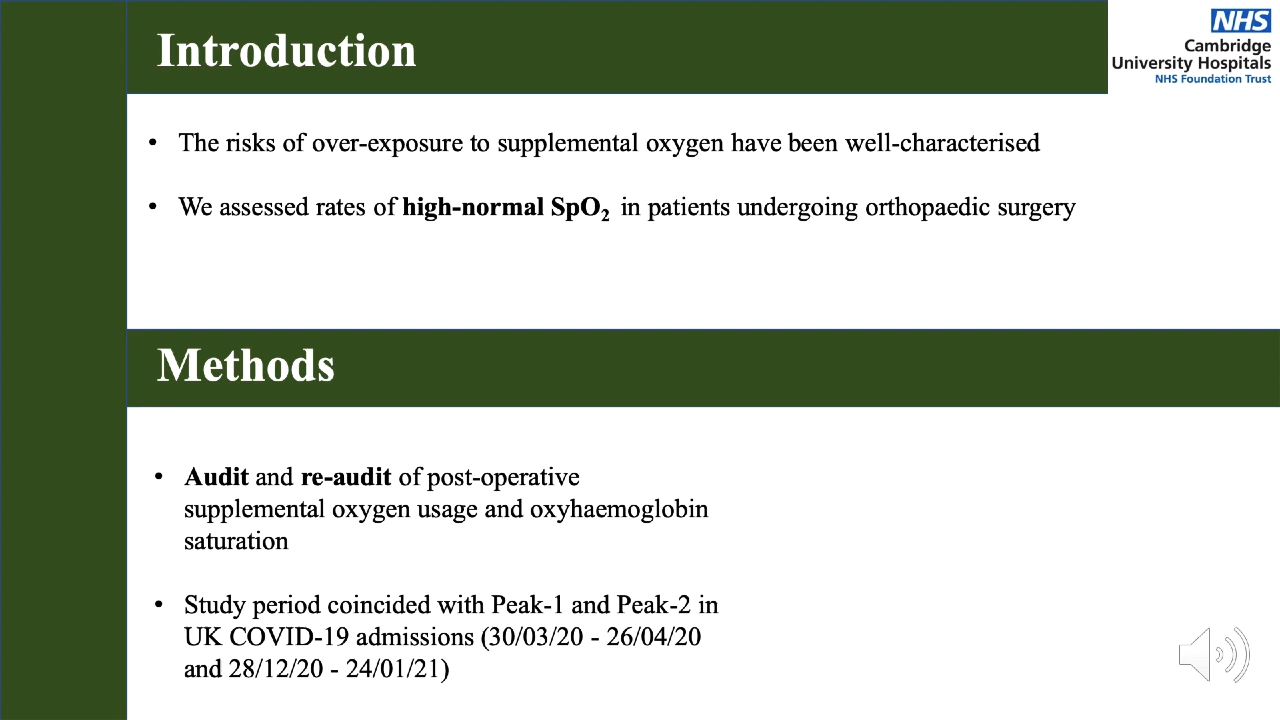 Introduction
NHS
Cambridge
University Hospitals
NHS Foundation Trust
• The risks of over-exposure to supplemental oxygen have been well-characterised
• We assessed rates of high-normal SpO₂ in patients undergoing orthopaedic surgery
Methods
• Audit and re-audit of post-operative
supplemental oxygen usage and oxyhaemoglobin
saturation
• Study period coincided with Peak-1 and Peak-2 in
UK COVID-19 admissions (30/03/20 - 26/04/20
and 28/12/20 - 24/01/21)